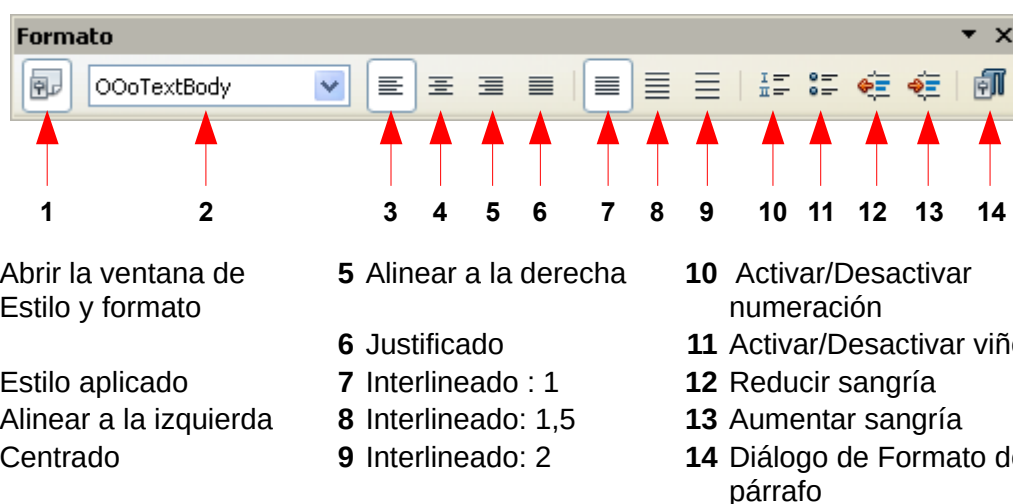 Formato
OOoTextBody
1 2 3 4 5 6 7 8 9 10 11 12 13 14
Abrir la ventana de
Estilo y formato
Estilo aplicado
Alinear a la izquierda
Centrado
5 Alinear a la derecha
6 Justificado
7 Interlineado : 1
8 Interlineado: 1,5
9 Interlineado: 2
10 Activar/Desactivar
numeración
11 Activar/Desactivar
12 Reducir sangría
13 Aumentar sangría
14 Diálogo de Formato
párrafo